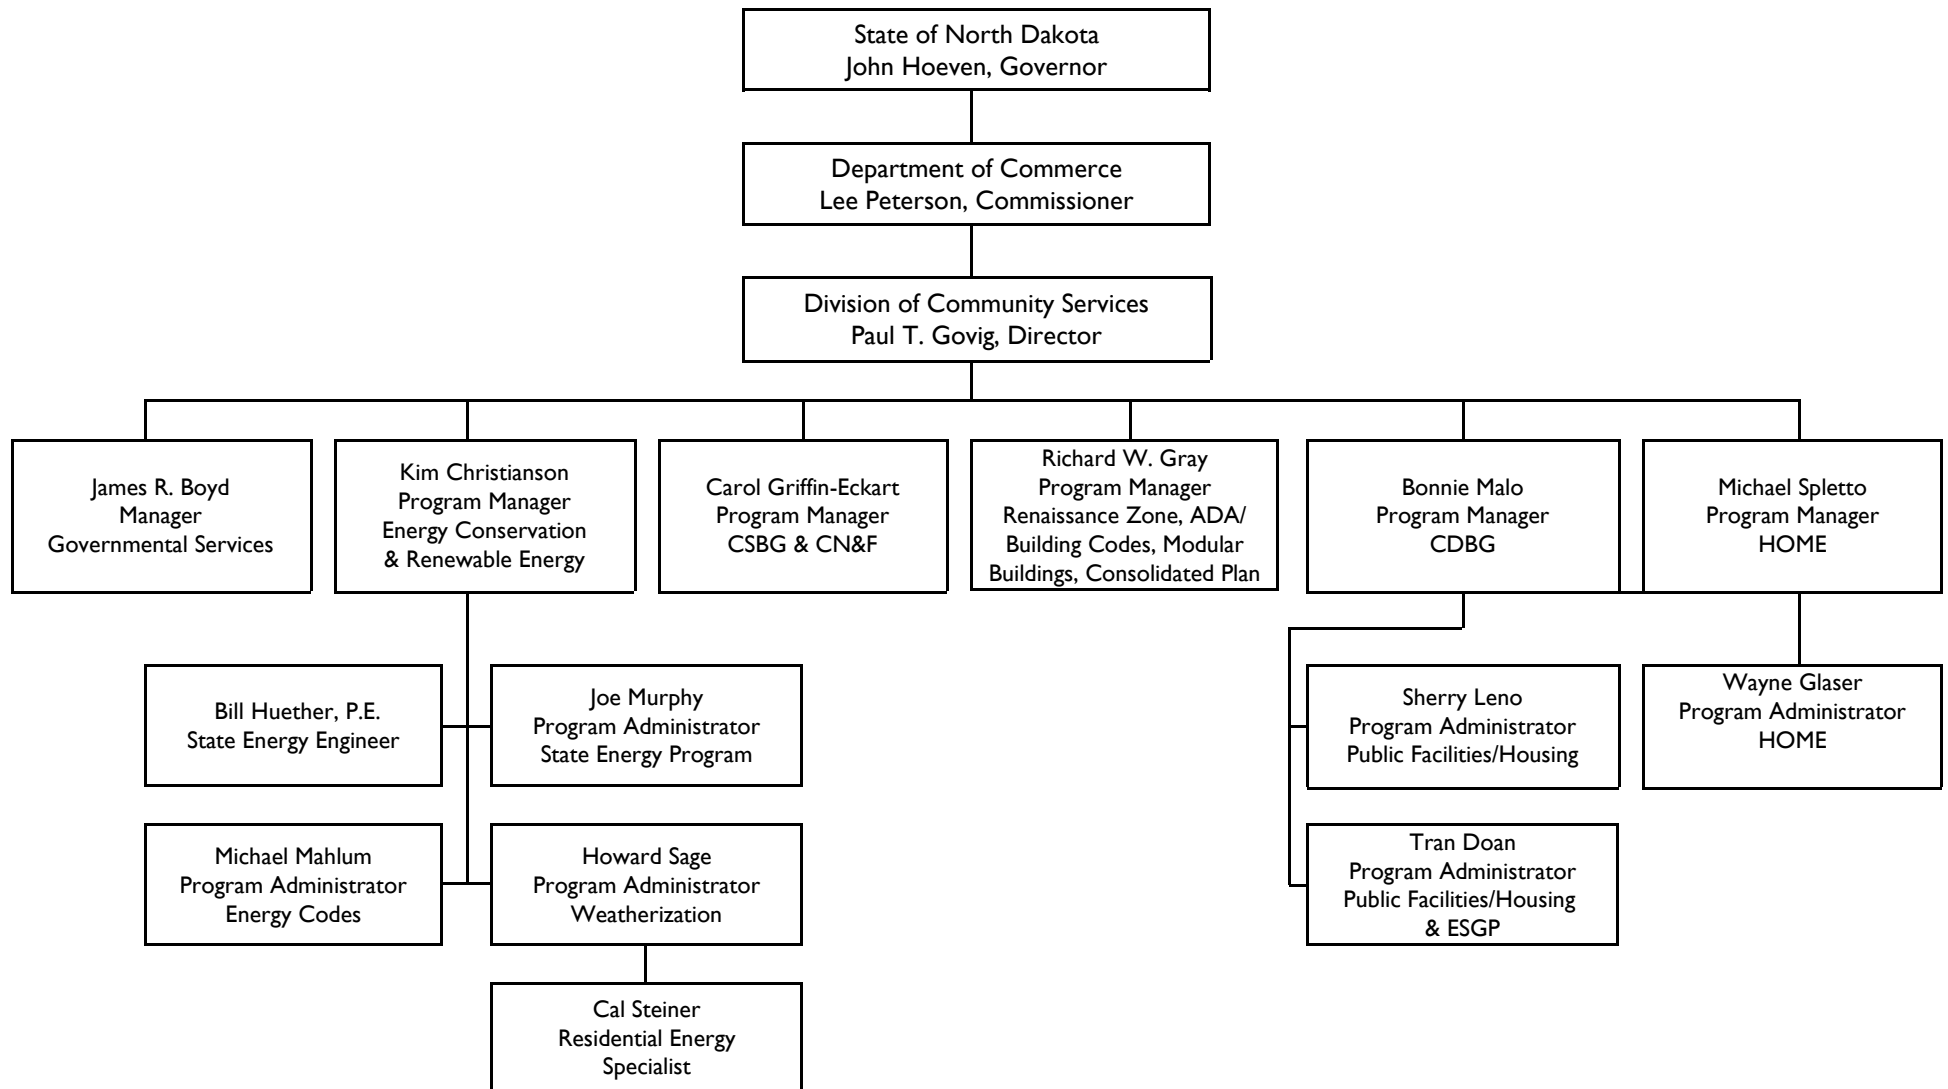 State of North Dakota
John Hoeven, Governor
Department of Commerce
Lee Peterson, Commissioner
Division of Community Services
Paul T. Govig, Director
James R. Boyd
Manager
Governmental Services
Kim Christianson
Program Manager
Energy Conservation
& Renewable Energy
Carol Griffin-Eckart
Program Manager
CSBG & CN&F
Richard W. Gray
Program Manager
Renaissance Zone, ADA/
Building Codes, Modular
Buildings, Consolidated Plan
Bonnie Malo
Program Manager
CDBG
Michael Spletto
Program Manager
HOME
Bill Huether, P.E.
State Energy Engineer
Joe Murphy
Program Administrator
State Energy Program
Sherry Leno
Program Administrator
Public Facilities/Housing
Wayne Glaser
Program Administrator
HOME
Michael Mahlum
Program Administrator
Energy Codes
Howard Sage
Program Administrator
Weatherization
Tran Doan
Program Administrator
Public Facilities/Housing
& ESGP
Cal Steiner
Residential Energy
Specialist